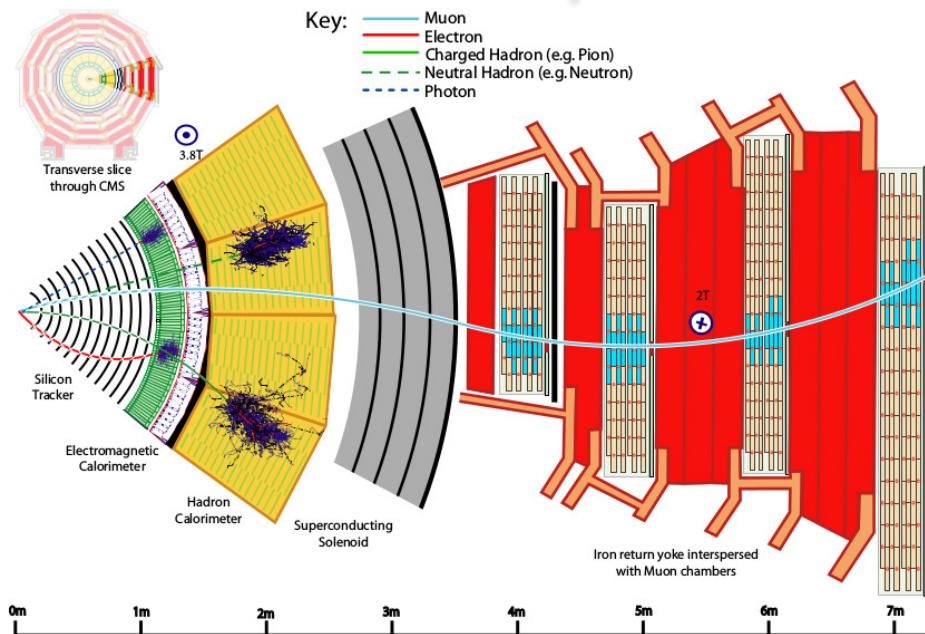 Key:
Muon
Electron
Charged Hadron (e.g. Pion)
Neutral Hadron (e.g. Neutron)
Photon
Transverse slice
through CMS
3.8T
2T
Silicon
Tracker
Electromagnetic
Calorimeter
Hadron
Calorimeter
Superconducting
Solenoid
Iron return yoke interspersed
with Muon chambers
0m 1m 2m 3m 4m 5m 6m 7m